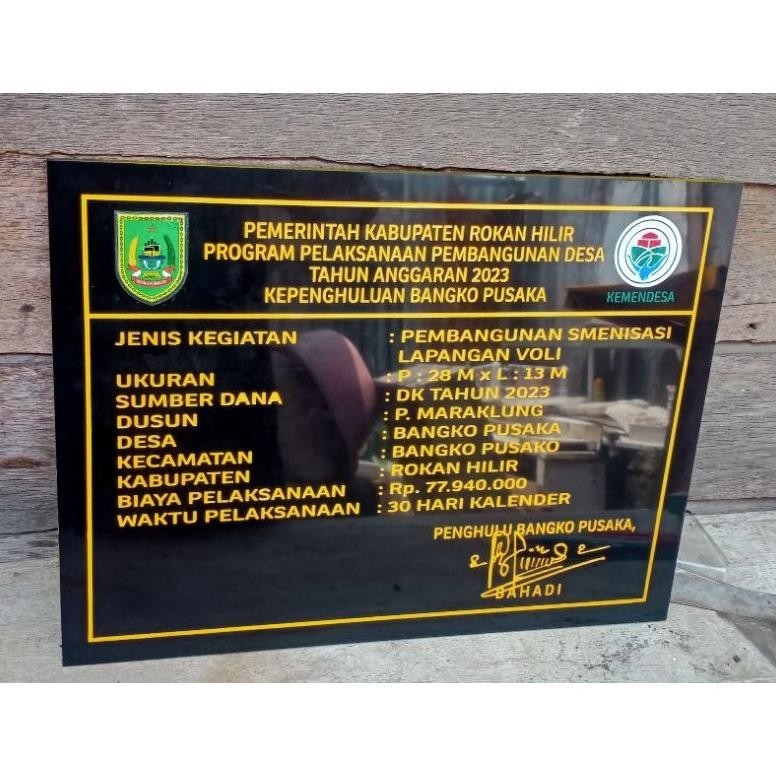 PEMERINTAH KABUPATEN ROKAN HILIR
PROGRAM PELAKSANAAN PEMBANGUNAN DESA
TAHUN ANGGARAN 2023
KEPENGHULUAN BANGKO PUSAKA
KEMENDESA
JENIS KEGIATAN : PEMBANGUNAN SMENISASI
LAPANGAN VOLI
UKURAN : P : 28 M x L : 13 M
SUMBER DANA : DK TAHUN 2023
DUSUN : P. MARAKLUNG
DESA : BANGKO PUSAKA
KECAMATAN : BANGKO PUSAKO
KABUPATEN : ROKAN HILIR
BIAYA PELAKSANAAN : Rp. 77.940.000
WAKTU PELAKSANAAN : 30 HARI KALENDER
PENGHULU BANGKO PUSAKA,
BAHADI